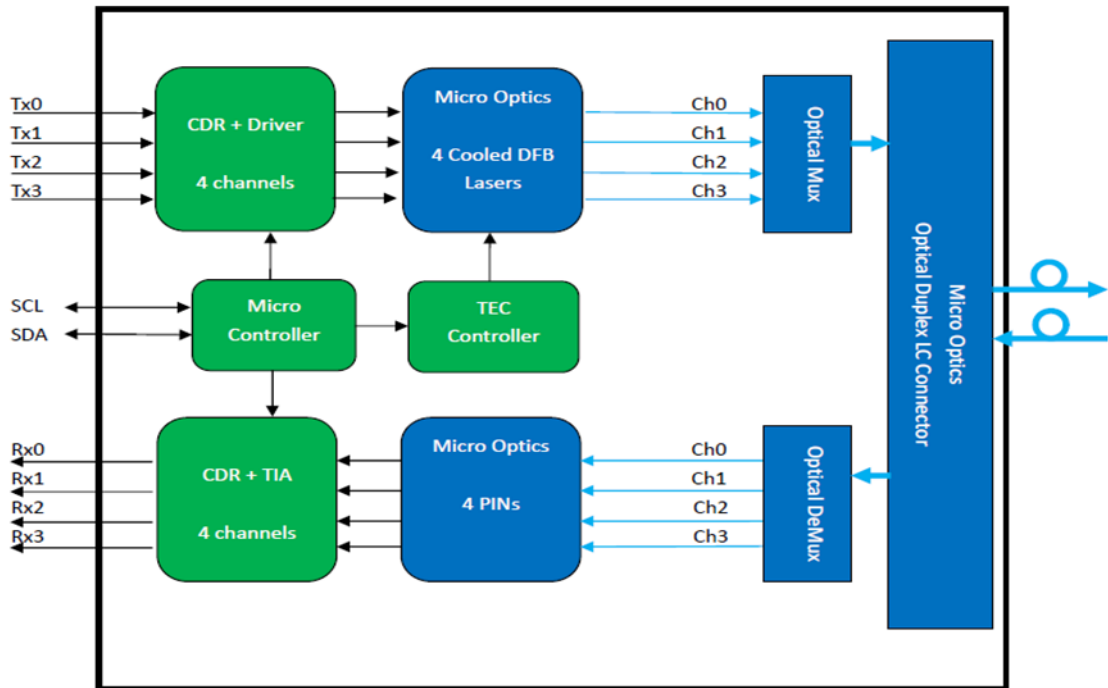 Tx0
Tx1
Tx2
Tx3
CDR + Driver
4 channels
Micro Optics
4 Cooled DFB
Lasers
Ch0
Ch1
Ch2
Ch3
Optical Mux
SCL
SDA
Micro
Controller
TEC
Controller
Micro Optics
Optical Duplex LC Connector
Rx0
Rx1
Rx2
Rx3
CDR + TIA
4 channels
Micro Optics
4 PINs
Ch0
Ch1
Ch2
Ch3
Optical DeMux